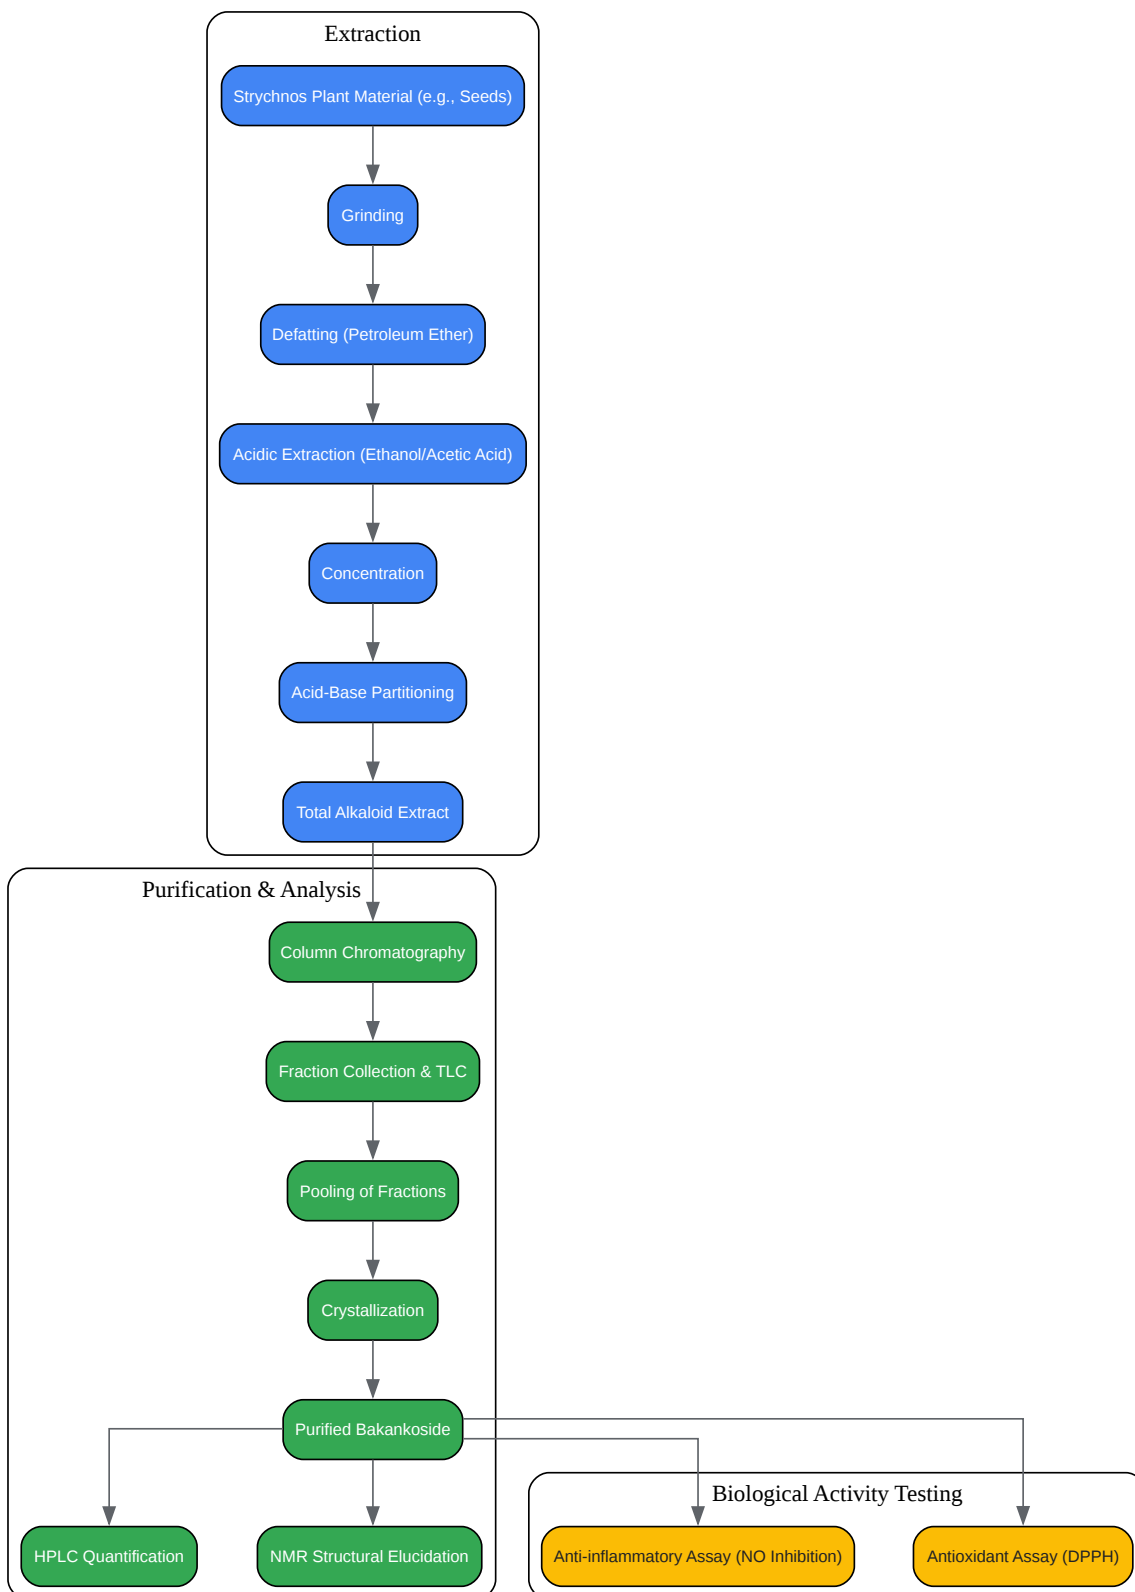 Extraction
Strychnos Plant Material (e.g., Seeds)
Grinding
Defatting (Petroleum Ether)
Acidic Extraction (Ethanol/Acetic Acid)
Concentration
Acid-Base Partitioning
Total Alkaloid Extract
Purification & Analysis
Column Chromatography
Fraction Collection & TLC
Pooling of Fractions
Crystallization
Purified Bakankoside
HPLC Quantification
NMR Structural Elucidation
Biological Activity Testing
Anti-inflammatory Assay (NO Inhibition)
Antioxidant Assay (DPPH)